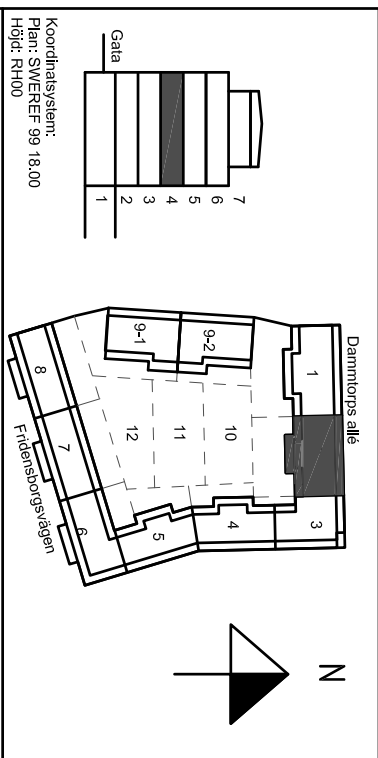 Koordinatsystem:
Plan: SWEREF 99 18.00
Höjd: RH00
Gata
1
2
3
4
5
6
7
Dammtorps allé
1
3
9-1
9-2
10
11
12
4
5
6
7
8
Fridensborgsvägen
N